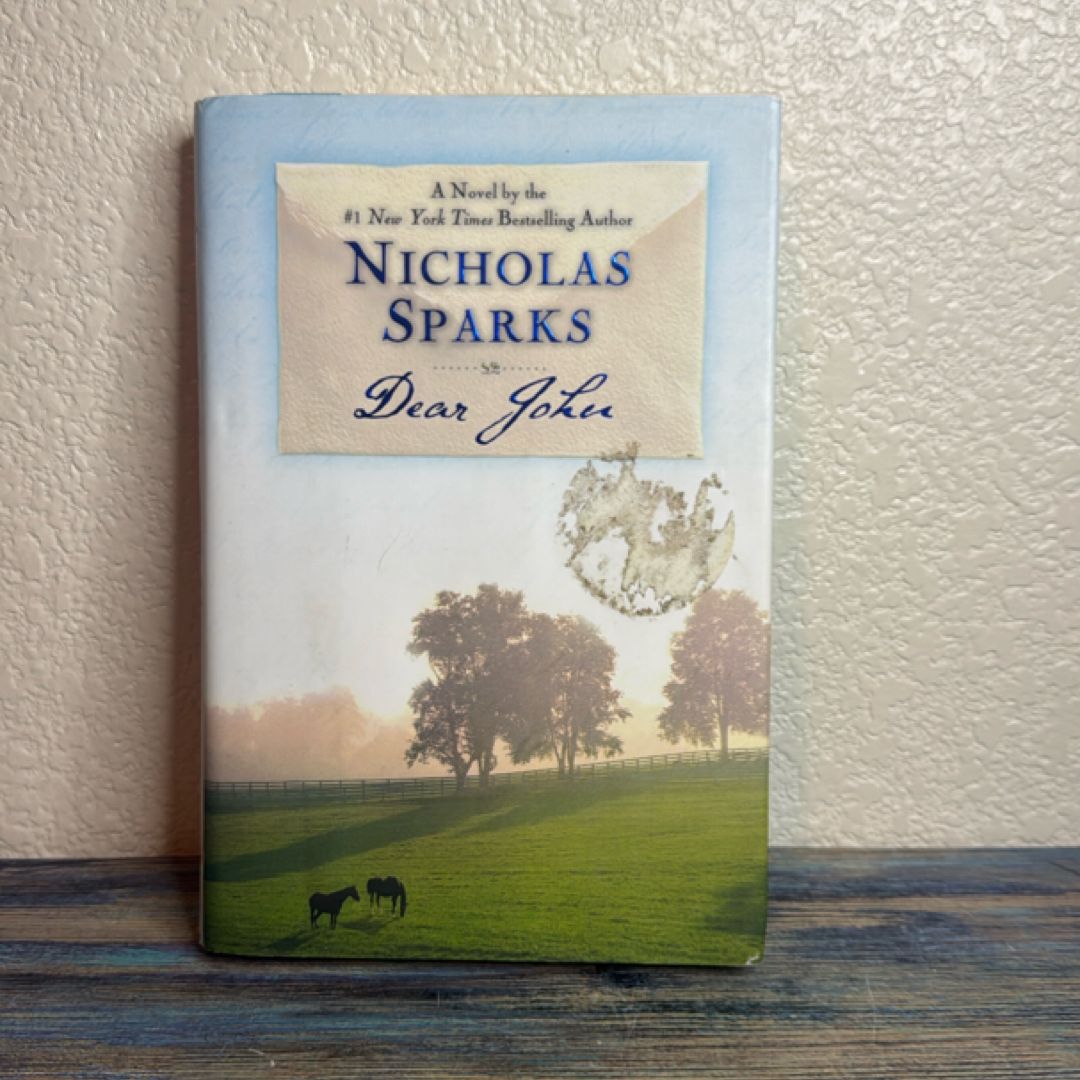 A Novel by the
#1 New York Times Bestselling Author
NICHOLAS
SPARKS
Dear John